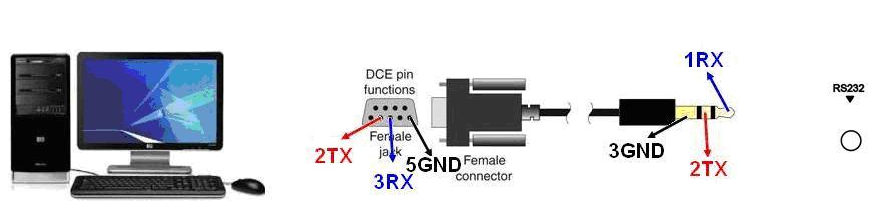 DCE pin
functions
Female
jack
2TX
3RX
5GND
Female
connector
1RX
3GND
2TX
RS232